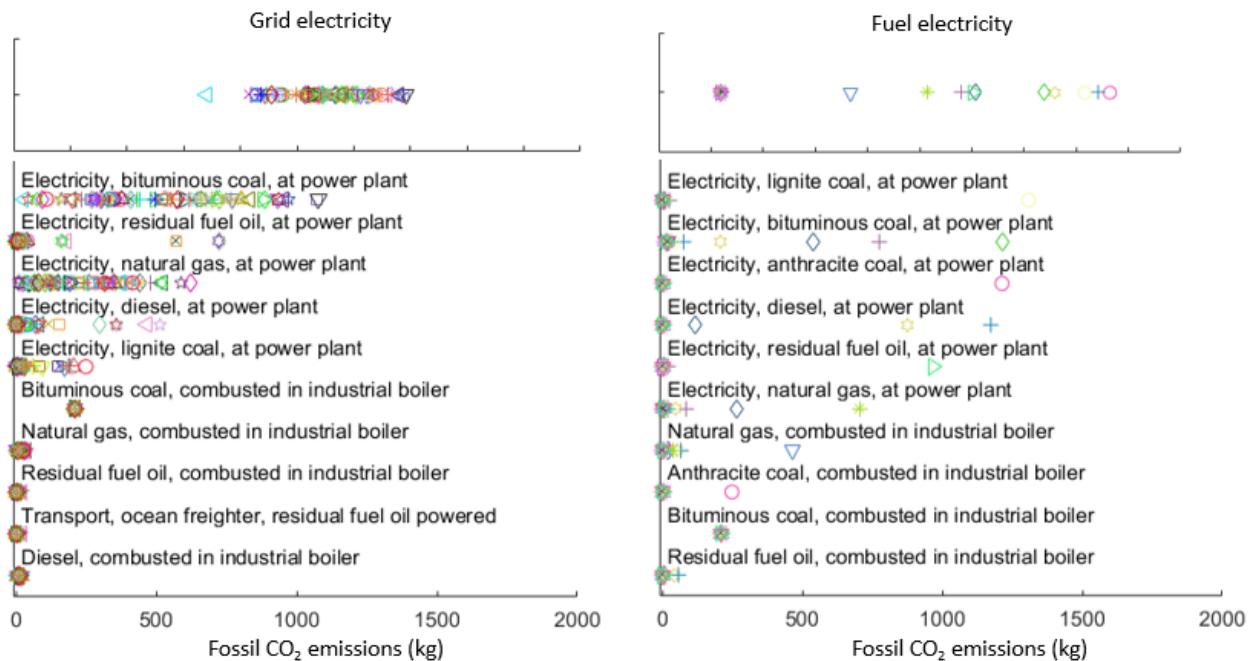 Grid electricity
Electricity, bituminous coal, at power plant
Electricity, residual fuel oil, at power plant
Electricity, natural gas, at power plant
Electricity, diesel, at power plant
Electricity, lignite coal, at power plant
Bituminous coal, combusted in industrial boiler
Natural gas, combusted in industrial boiler
Residual fuel oil, combusted in industrial boiler
Transport, ocean freighter, residual fuel oil powered
Diesel, combusted in industrial boiler
0 500 1000 1500 2000
Fossil CO₂ emissions (kg)
Fuel electricity
Electricity, lignite coal, at power plant
Electricity, bituminous coal, at power plant
Electricity, anthracite coal, at power plant
Electricity, diesel, at power plant
Electricity, residual fuel oil, at power plant
Electricity, natural gas, at power plant
Natural gas, combusted in industrial boiler
Anthracite coal, combusted in industrial boiler
Bituminous coal, combusted in industrial boiler
Residual fuel oil, combusted in industrial boiler
0 500 1000 1500 2000
Fossil CO₂ emissions (kg)